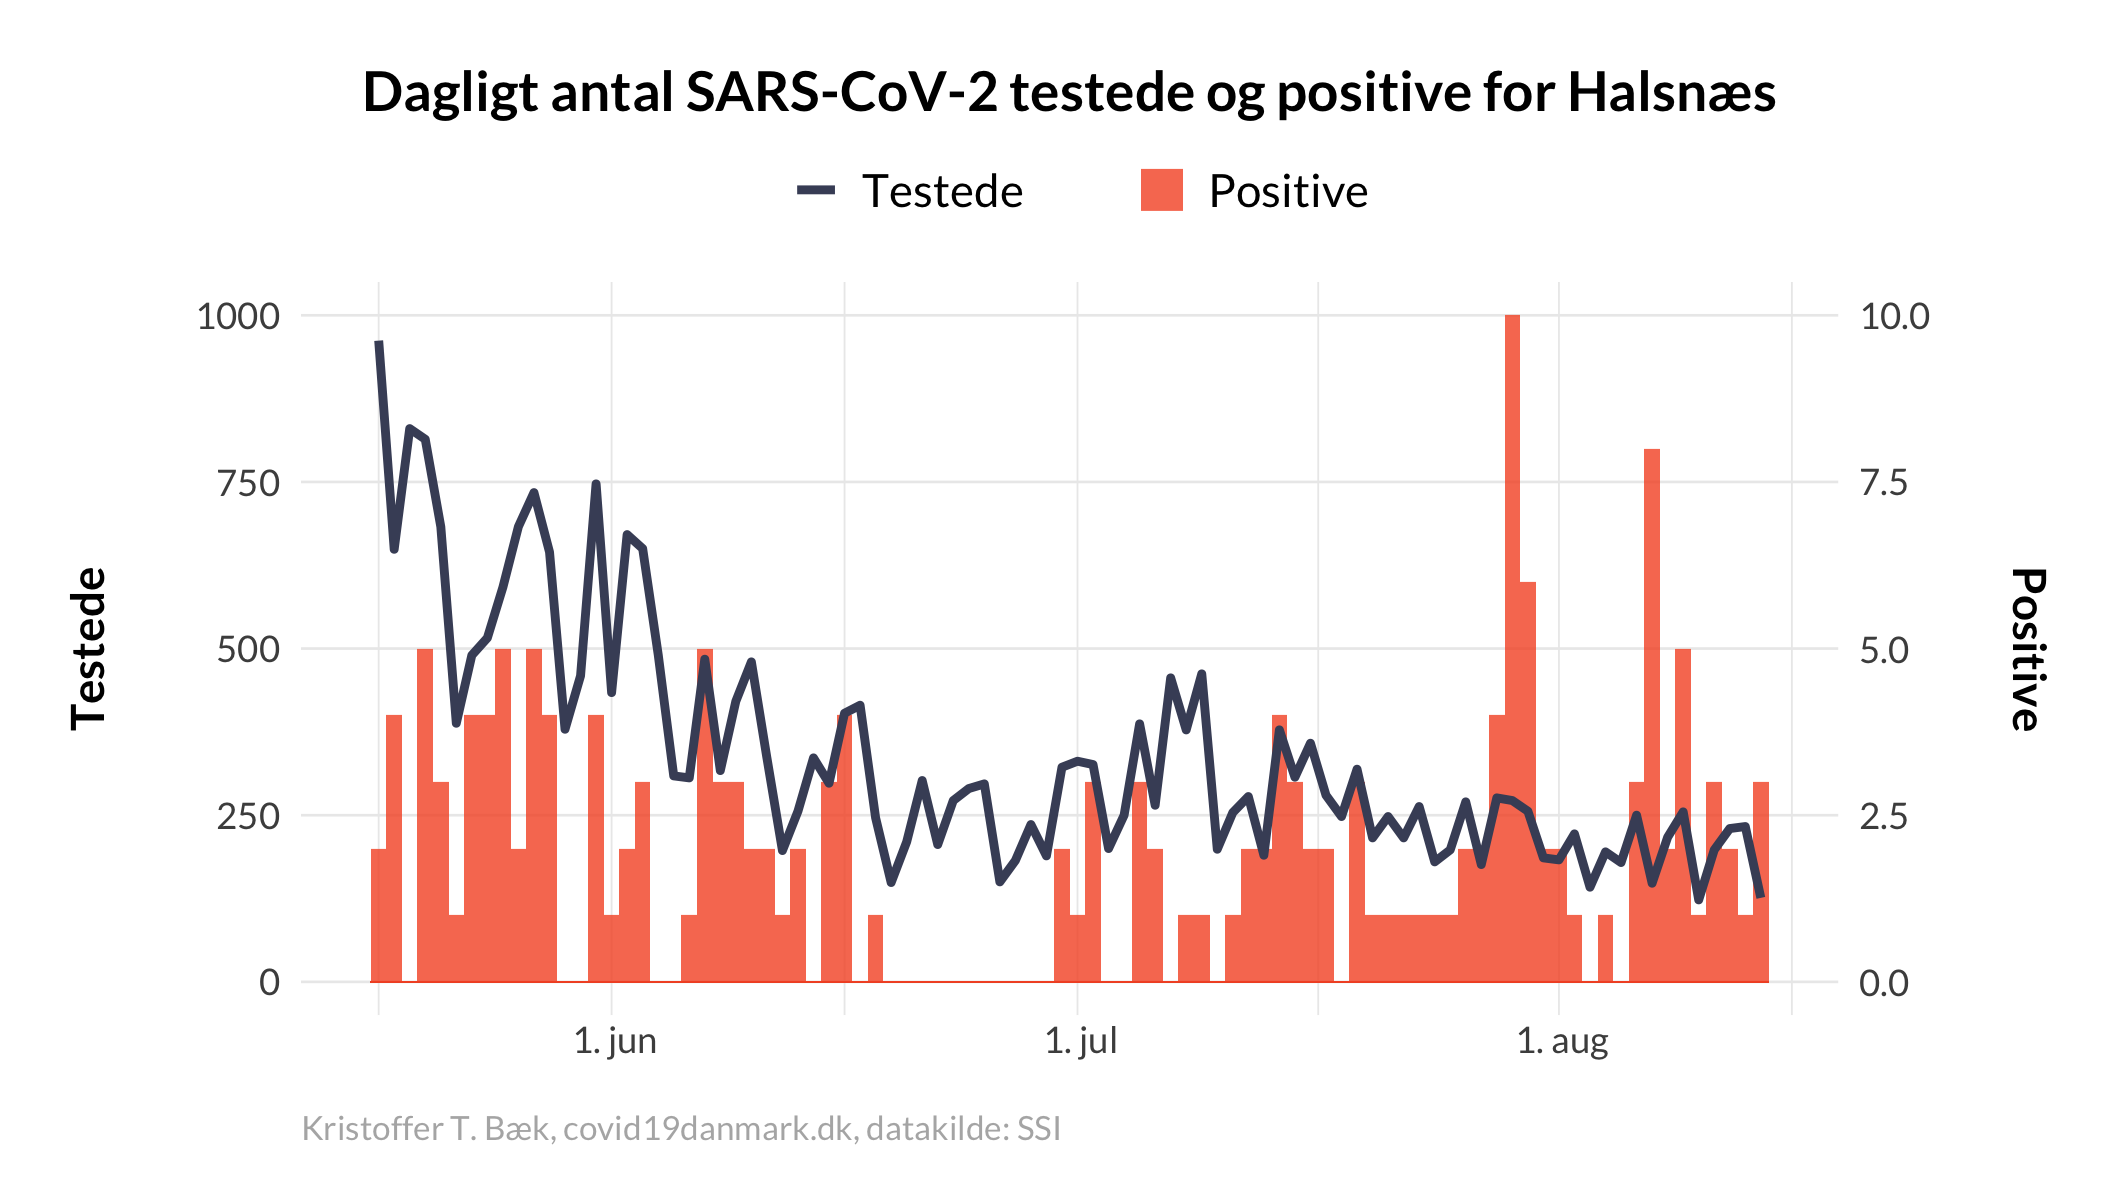 Dagligt antal SARS-CoV-2 testede og positive for Halsnæs
Testede Positive
1000 10.0
750 7.5
500 5.0
250 2.5
0 0.0
Testede
Positive
1. jun 1. jul 1. aug
Kristoffer T. Bæk, covid19danmark.dk, datakilde: SSI